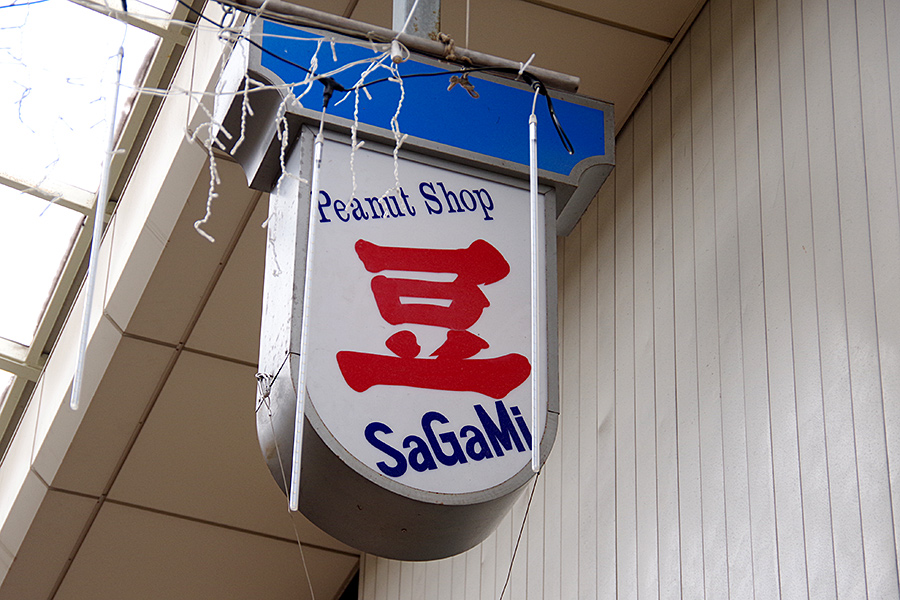 Peanut Shop
豆
SaGaMi